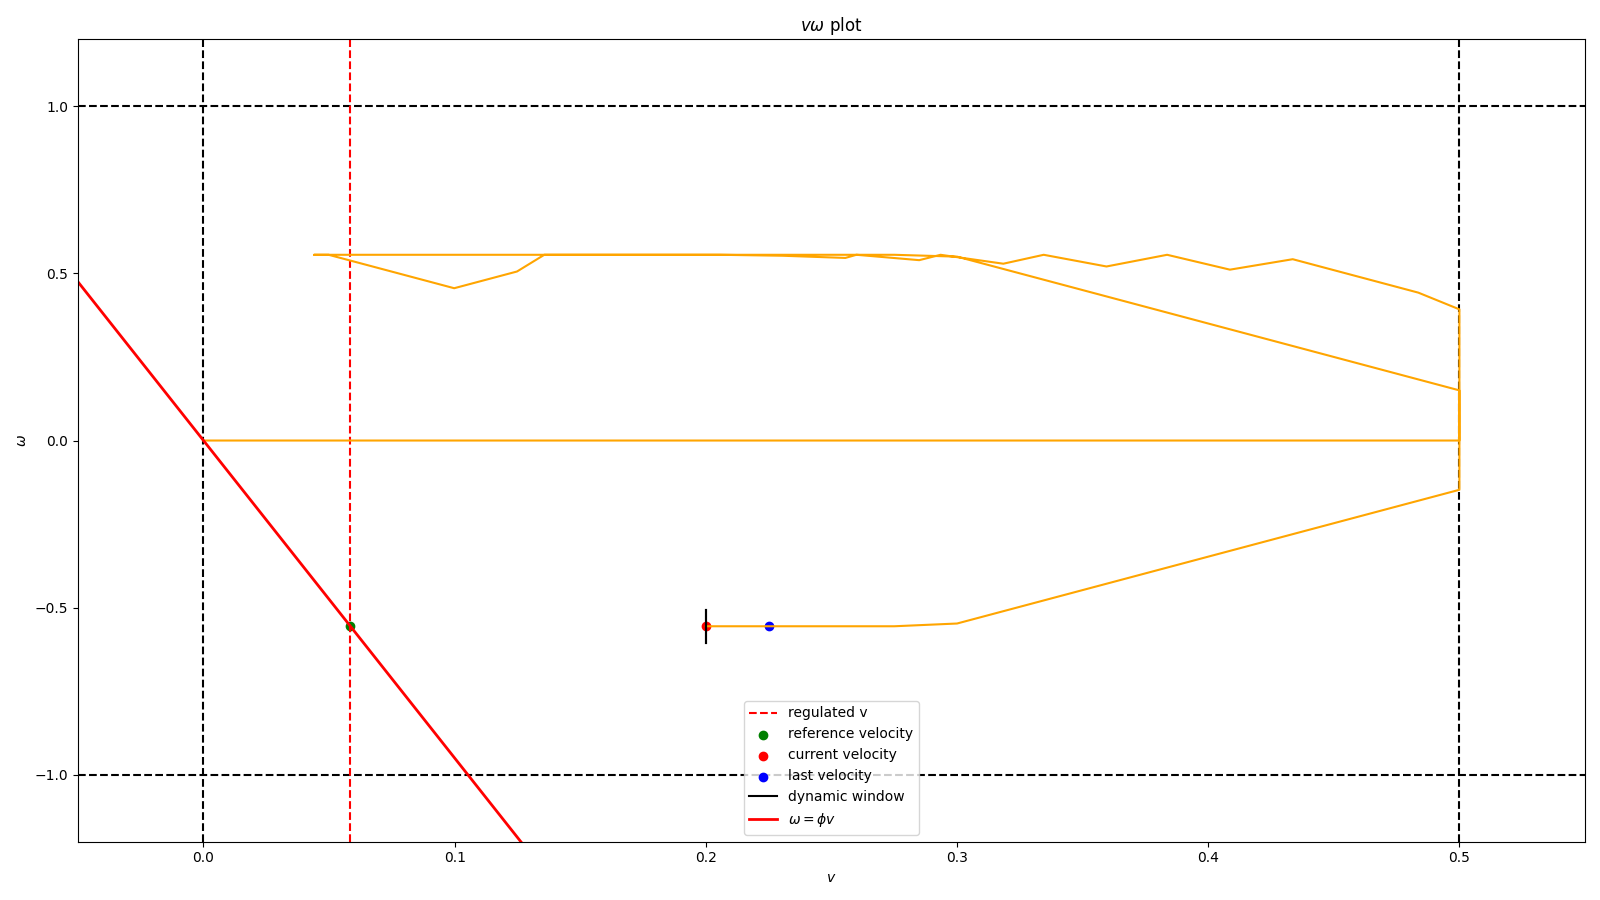 vω plot
1.0
0.5
0.0
−0.5
−1.0
ω
regulated v
reference velocity
current velocity
last velocity
dynamic window
ω = ϕv
0.0 0.1 0.2 0.3 0.4 0.5
v